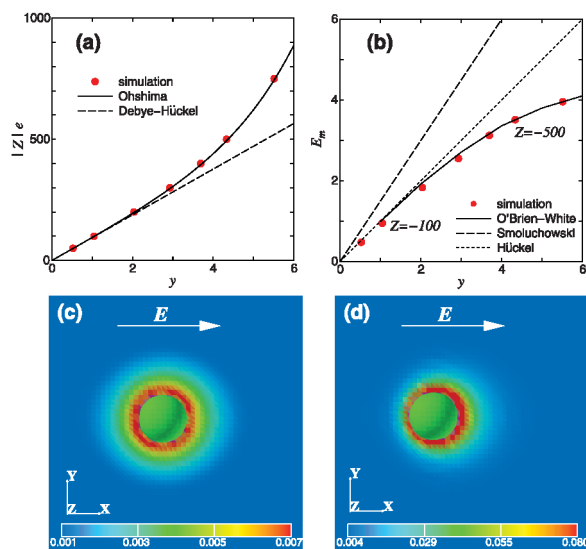 (a)
1000
500
0
|Z|e
simulation
Ohshima
Debye-Hückel
0 2 4 6
y
(b)
6
4
2
0
E_m
Z=-500
Z=-100
simulation
O'Brien-White
Smoluchowski
Hückel
0 2 4 6
y
(c)
E
Y
Z X
0.001 0.003 0.005 0.007
(d)
E
Y
Z X
0.004 0.029 0.055 0.080